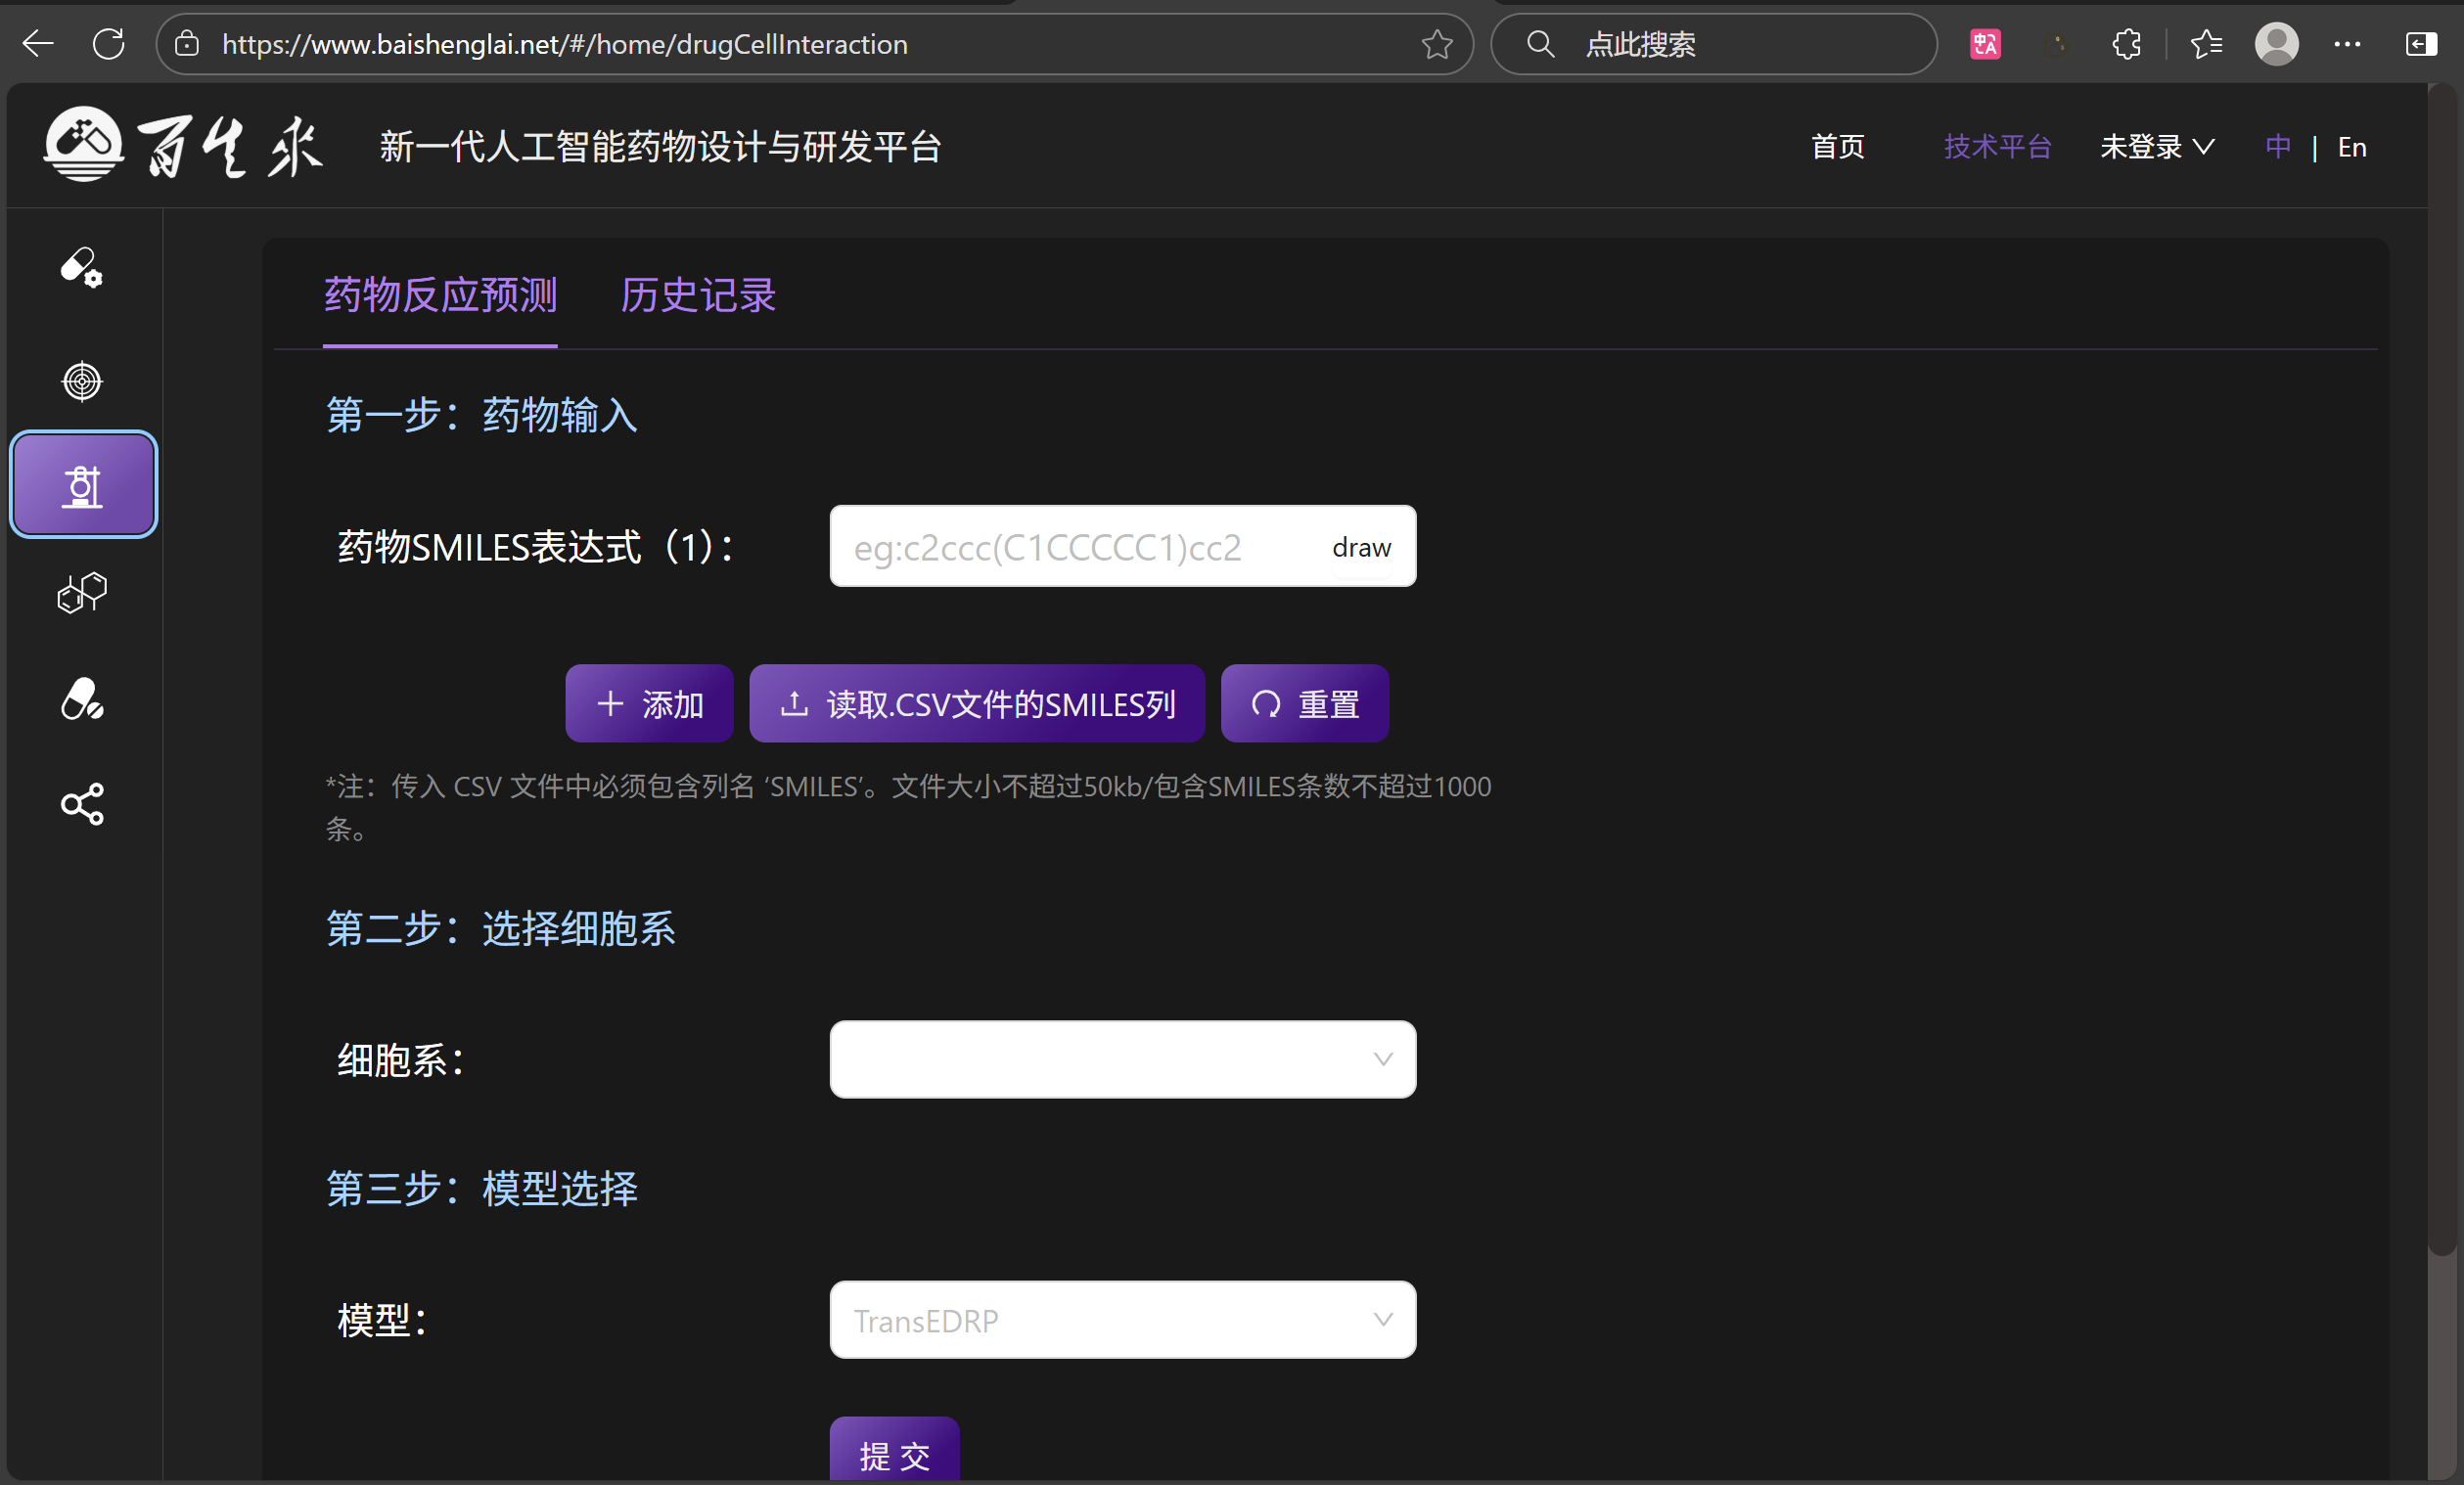 https://www.baishenglai.net/#/home/drugCellInteraction
点此搜索
百生来
新一代人工智能药物设计与研发平台
首页
技术平台
未登录
中 | En
药物反应预测
历史记录
第一步：药物输入
药物SMILES表达式（1）：
eg:c2ccc(C1CCCCC1)cc2
draw
添加
读取.CSV文件的SMILES列
重置
*注：传入 CSV 文件中必须包含列名 ‘SMILES’。文件大小不超过50kb/包含SMILES条数不超过1000
条。
第二步：选择细胞系
细胞系：
第三步：模型选择
模型：
TransEDRP
提 交